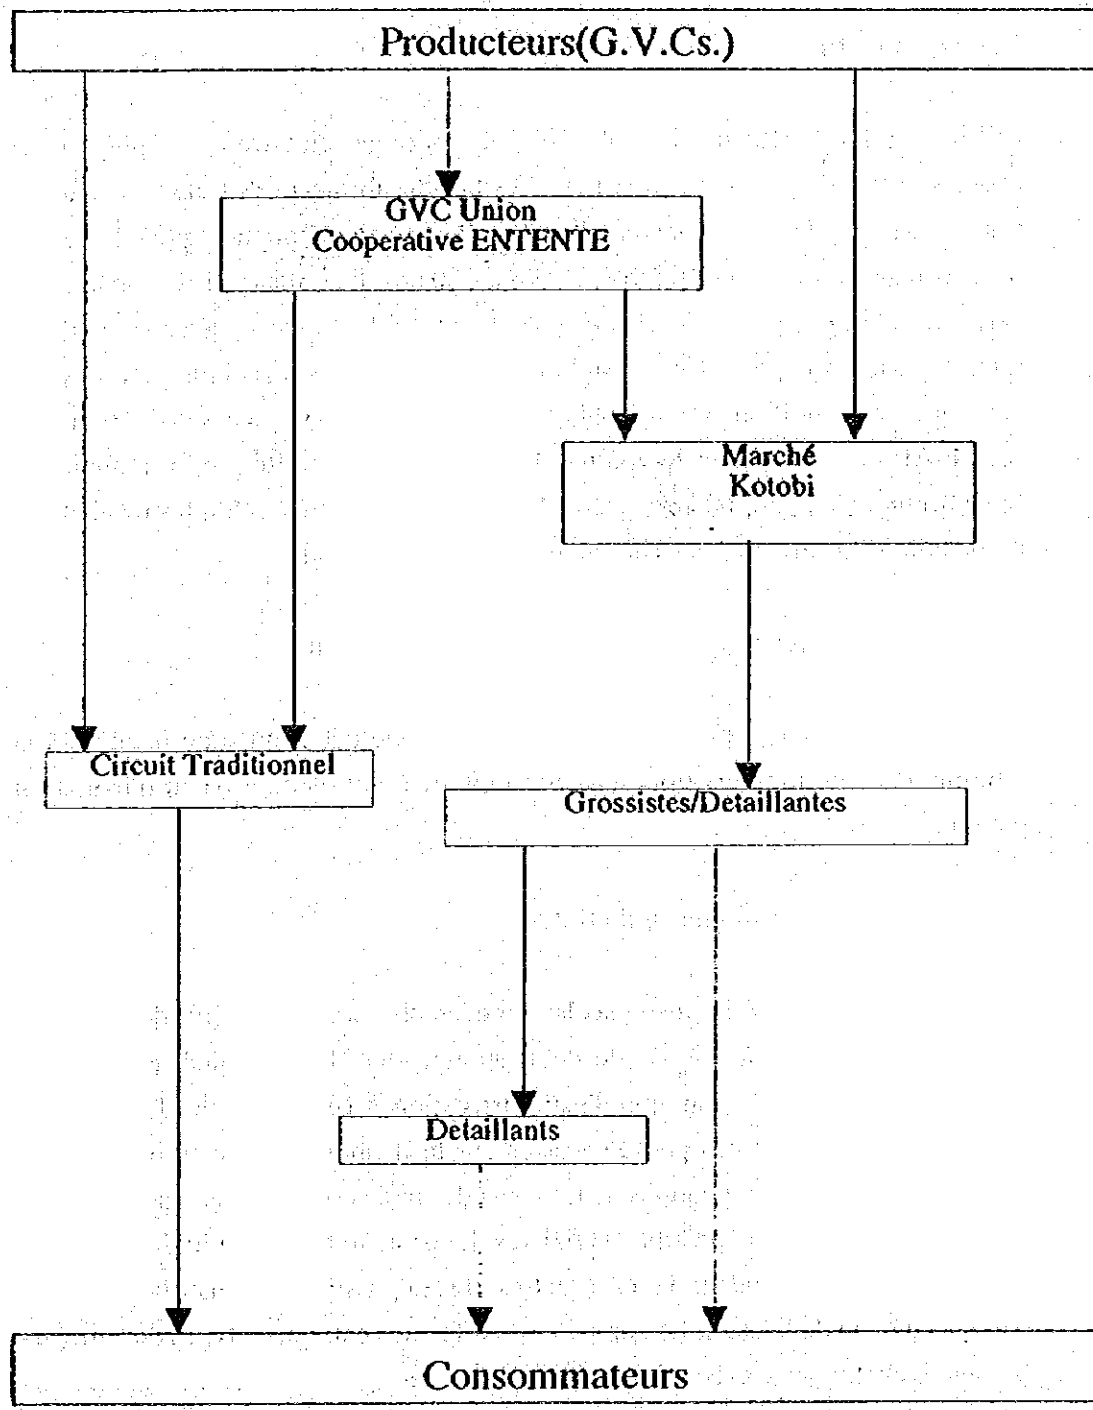 Producteurs(G.V.Cs.)
GVC Union
Cooperative ENTENTE
Marché
Kotobi
Circuit Traditionnel
Grossistes/Detaillantes
Detaillants
Consommateurs